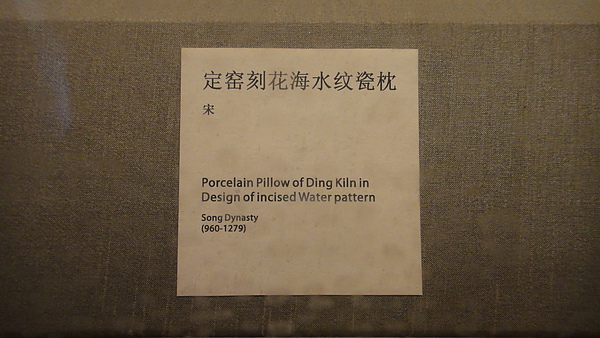 定窑刻花海水纹瓷枕
宋
Porcelain Pillow of Ding Kiln in
Design of incised Water pattern
Song Dynasty
(960-1279)